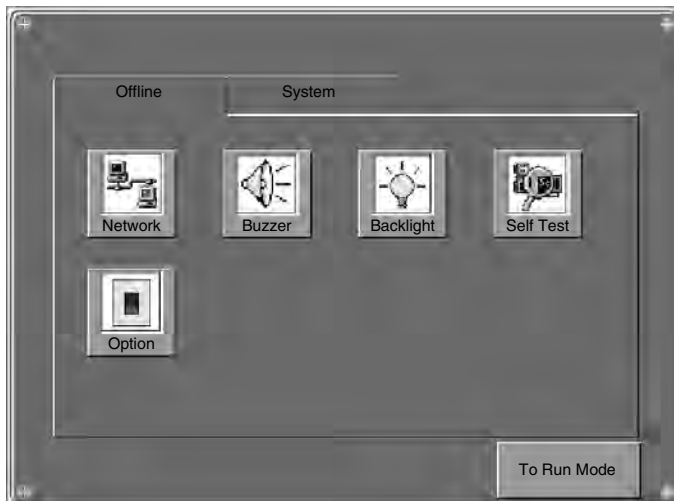 Offline System
Network Buzzer Backlight Self Test
Option
To Run Mode